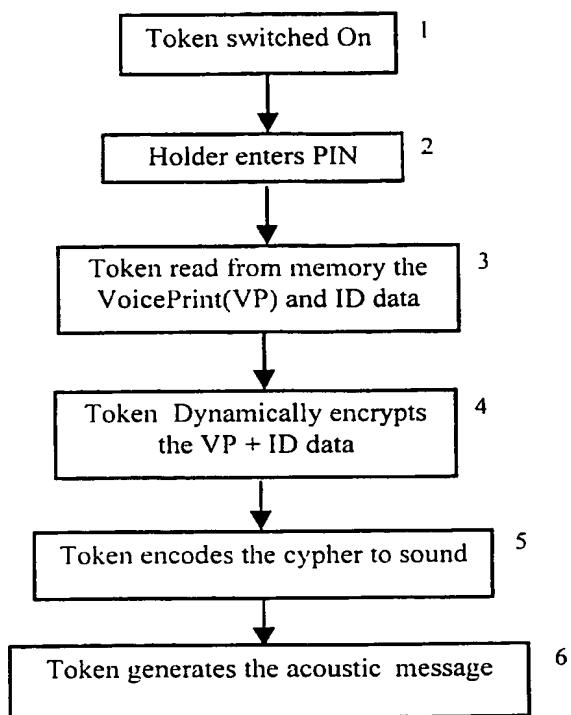 Token switched On 1
Holder enters PIN 2
Token read from memory the 3
VoicePrint(VP) and ID data
Token Dynamically encrypts 4
the VP + ID data
Token encodes the cypher to sound 5
Token generates the acoustic message 6